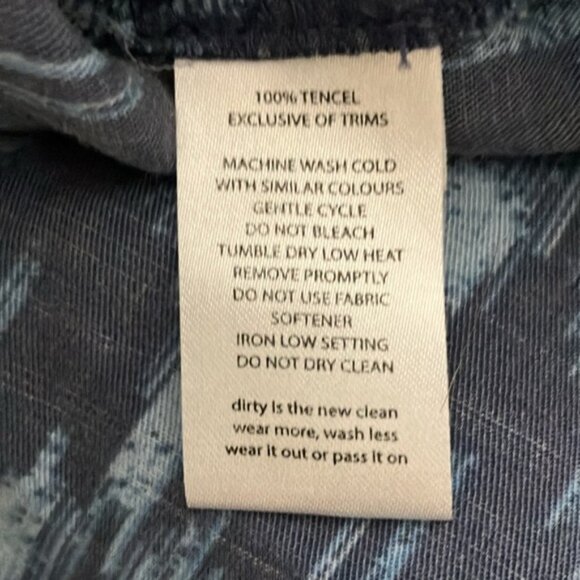 100% TENCEL
EXCLUSIVE OF TRIMS
MACHINE WASH COLD
WITH SIMILAR COLOURS
GENTLE CYCLE
DO NOT BLEACH
TUMBLE DRY LOW HEAT
REMOVE PROMPTLY
DO NOT USE FABRIC
SOFTENER
IRON LOW SETTING
DO NOT DRY CLEAN
dirty is the new clean
wear more, wash less
wear it out or pass it on